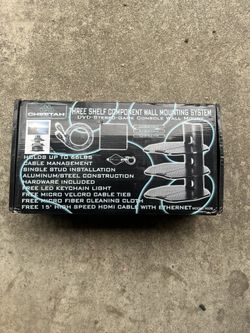 CHEETAH
THREE SHELF COMPONENT WALL MOUNTING SYSTEM
DVD-STEREO-GAME CONSOLE WALL MOUNT
HOLDS UP TO 66LBS
CABLE MANAGEMENT
SINGLE STUD INSTALLATION
ALUMINUM/STEEL CONSTRUCTION
HARDWARE INCLUDED
FREE LED KEYCHAIN LIGHT
FREE MICRO VELCRO CABLE TIES
FREE MICRO FIBER CLEANING CLOTH
FREE 15' HIGH SPEED HDMI CABLE WITH ETHERNET